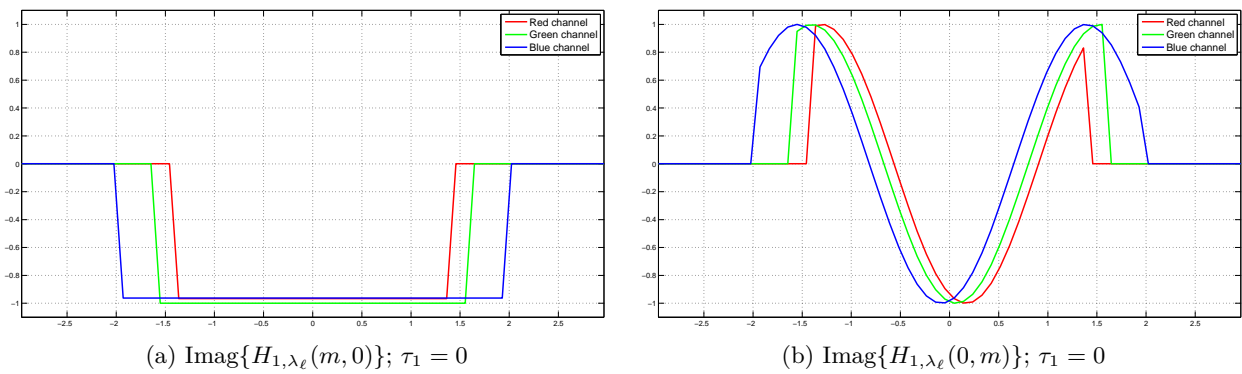 1
0.8
0.6
0.4
0.2
0
−0.2
−0.4
−0.6
−0.8
−1
−2.5 −2 −1.5 −1 −0.5 0 0.5 1 1.5 2 2.5
Red channel
Green channel
Blue channel
(a) Imag{H₁,λℓ(m, 0)}; τ₁ = 0
1
0.8
0.6
0.4
0.2
0
−0.2
−0.4
−0.6
−0.8
−1
−2.5 −2 −1.5 −1 −0.5 0 0.5 1 1.5 2 2.5
Red channel
Green channel
Blue channel
(b) Imag{H₁,λℓ(0, m)}; τ₁ = 0